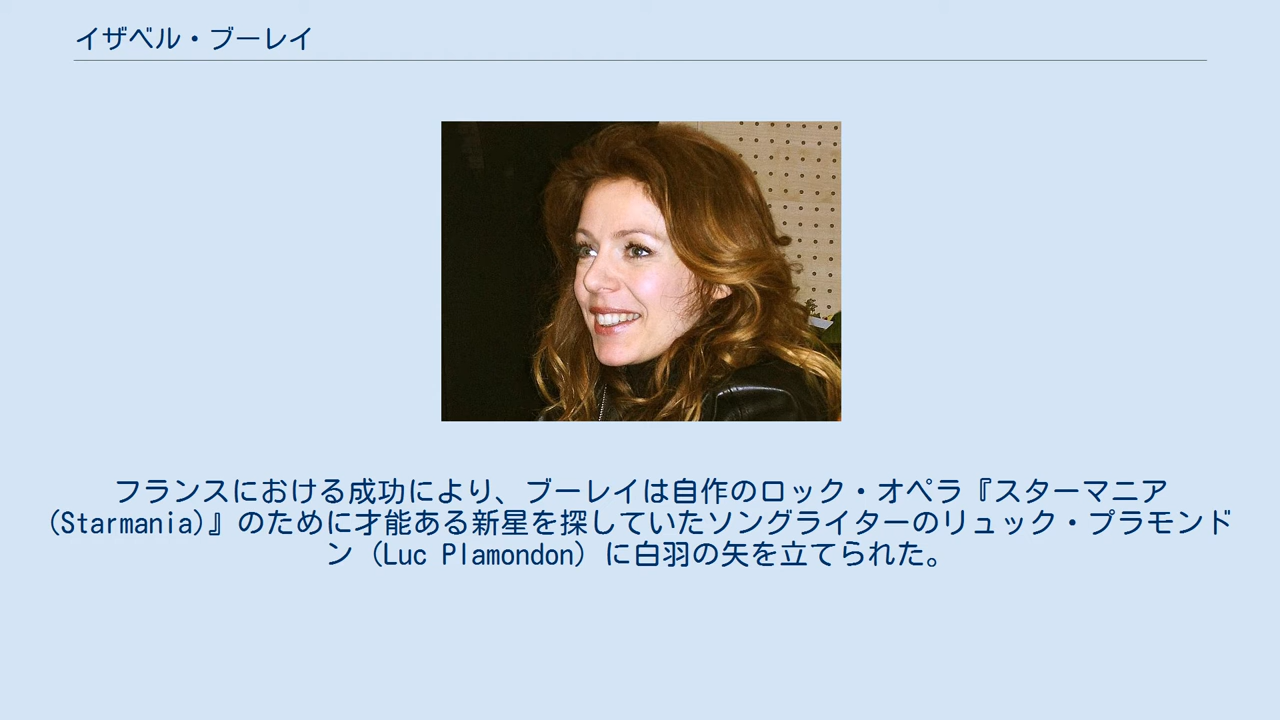 イザベル・ブーレイ
フランスにおける成功により、ブーレイは自作のロック・オペラ『スターマニア
(Starmania)』のために才能ある新星を探していたソングライターのリュック・プラモンド
ン（Luc Plamondon）に白羽の矢を立てられた。